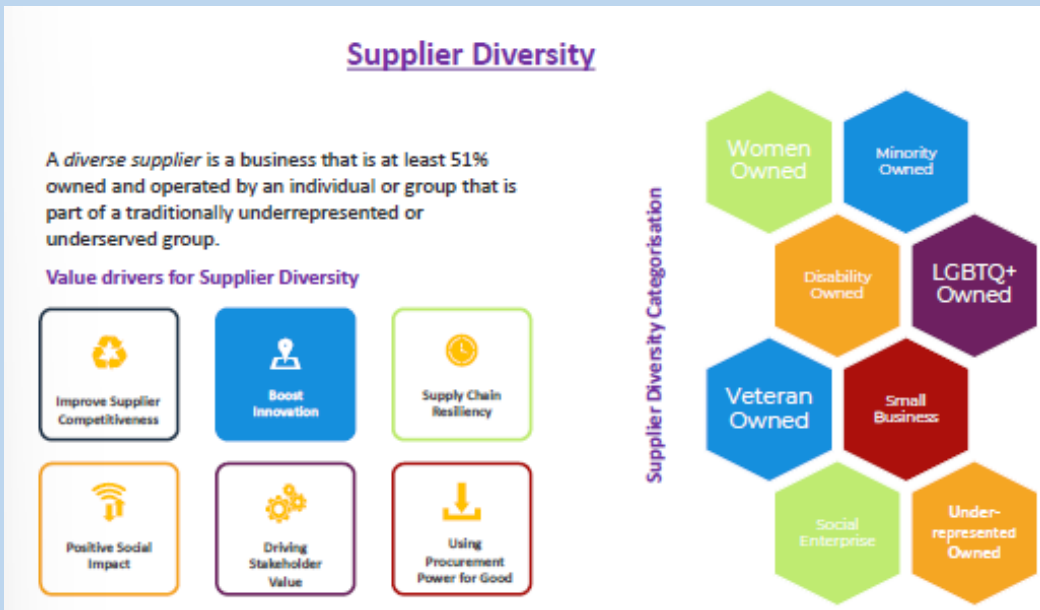 Supplier Diversity
A diverse supplier is a business that is at least 51%
owned and operated by an individual or group that is
part of a traditionally underrepresented or
underserved group.
Value drivers for Supplier Diversity
Improve Supplier
Competitiveness
Boost
Innovation
Supply Chain
Resiliency
Positive Social
Impact
Driving
Stakeholder
Value
Using
Procurement
Power for Good
Supplier Diversity Categorisation
Women
Owned
Minority
Owned
Disability
Owned
LGBTQ+
Owned
Veteran
Owned
Small
Business
Social
Enterprise
Under-
represented
Owned